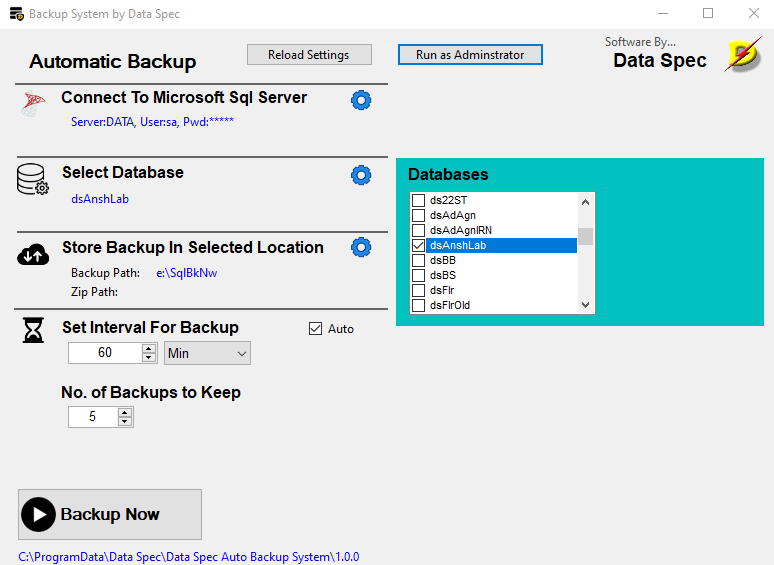 Backup System by Data Spec
Automatic Backup
Reload Settings
Run as Adminstrator
Software By...
Data Spec
Connect To Microsoft Sql Server
Server:DATA, User:sa, Pwd:*****
Select Database
dsAnshLab
Databases
ds22ST
dsAdAgn
dsAdAgnIRN
dsAnshLab
dsBB
dsBS
dsFlr
dsFlrOld
Store Backup In Selected Location
Backup Path: e:\SqlBkNw
Zip Path:
Set Interval For Backup
Auto
60
Min
No. of Backups to Keep
5
Backup Now
C:\ProgramData\Data Spec\Data Spec Auto Backup System\1.0.0